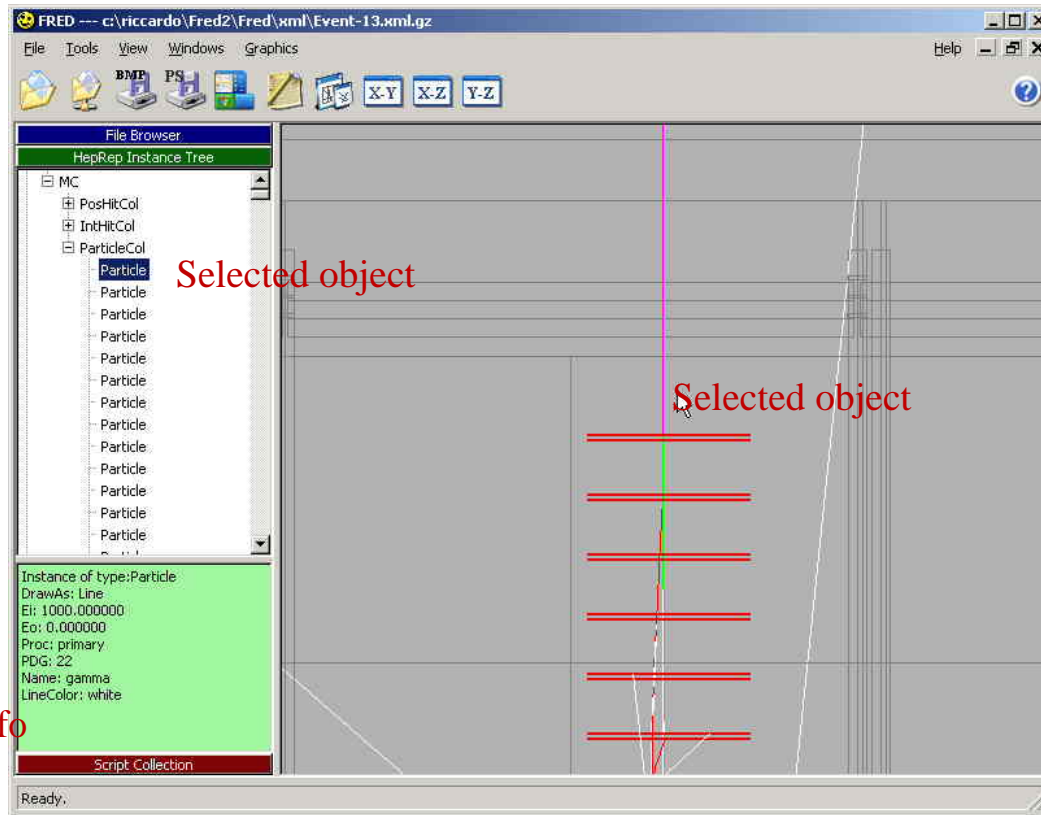 FRED --- c:\riccardo\Fred2\Fred\xml\Event-13.xml.gz
File Tools View Windows Graphics Help
BMP PS X-Y X-Z Y-Z
File Browser
HepRep Instance Tree
MC
PosHitCol
IntHitCol
ParticleCol
Particle
Selected object
Particle
Particle
Particle
Particle
Particle
Particle
Particle
Particle
Particle
Particle
Particle
Particle
Selected object
Instance of type:Particle
DrawAs: Line
Ei: 1000.000000
Eo: 0.000000
Proc: primary
PDG: 22
Name: gamma
LineColor: white
fo
Script Collection
Ready.